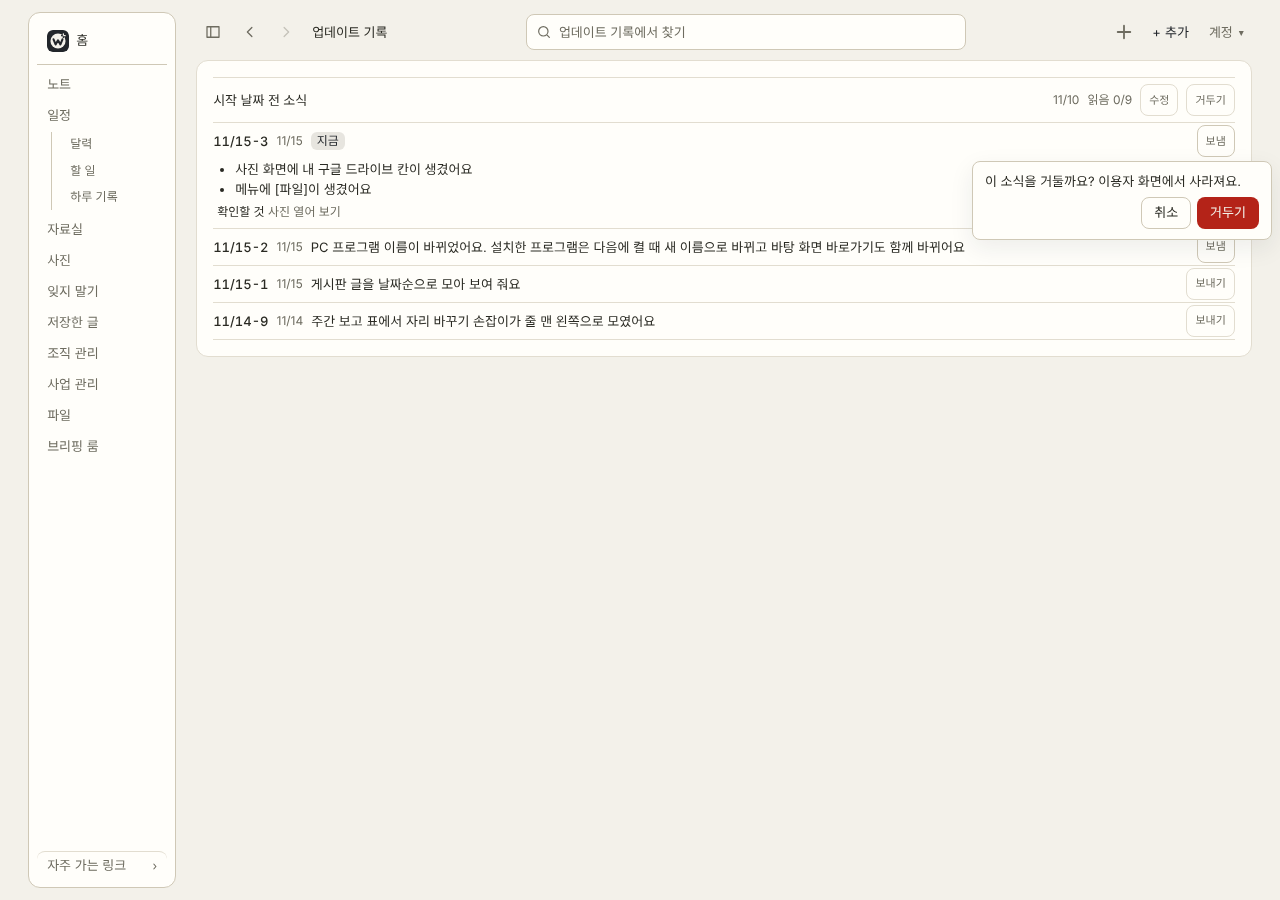 홈
노트
일정
달력
할 일
하루 기록
자료실
사진
잊지 말기
저장한 글
조직 관리
사업 관리
파일
브리핑 룸
자주 가는 링크 ›
업데이트 기록
업데이트 기록에서 찾기
+ 추가
계정 ▾
시작 날짜 전 소식 11/10 읽음 0/9 수정 거두기
11/15-3 11/15 지금 보냄
• 사진 화면에 내 구글 드라이브 칸이 생겼어요
• 메뉴에 [파일]이 생겼어요
확인할 것 사진 열어 보기
이 소식을 거둘까요? 이용자 화면에서 사라져요.
취소 거두기
11/15-2 11/15 PC 프로그램 이름이 바뀌었어요. 설치한 프로그램은 다음에 켤 때 새 이름으로 바뀌고 바탕 화면 바로가기도 함께 바뀌어요 보냄
11/15-1 11/15 게시판 글을 날짜순으로 모아 보여 줘요 보내기
11/14-9 11/14 주간 보고 표에서 자리 바꾸기 손잡이가 줄 맨 왼쪽으로 모였어요 보내기